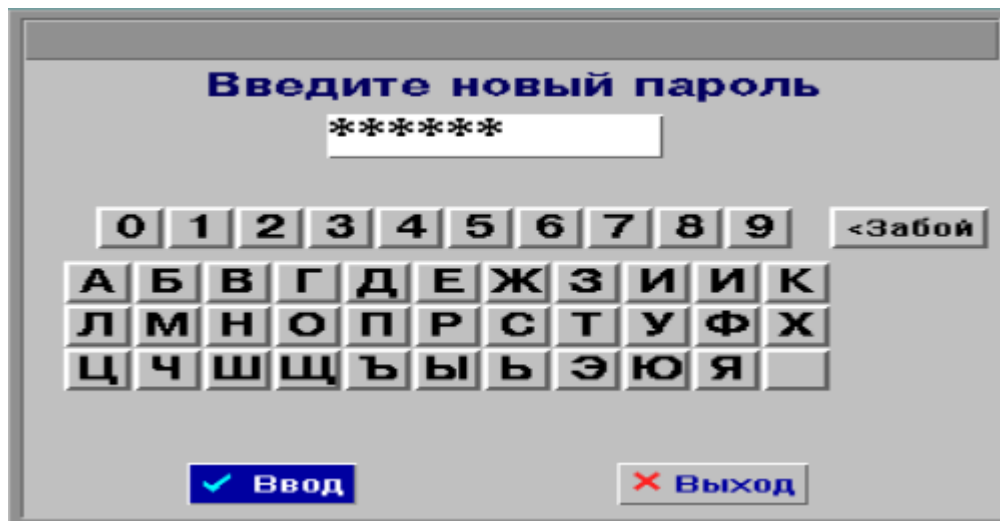 Введите новый пароль
******
0 1 2 3 4 5 6 7 8 9 <Забой
А Б В Г Д Е Ж З И И К
Л М Н О П Р С Т У Ф Х
Ц Ч Ш Щ Ъ Ы Ь Э Ю Я
Ввод Выход